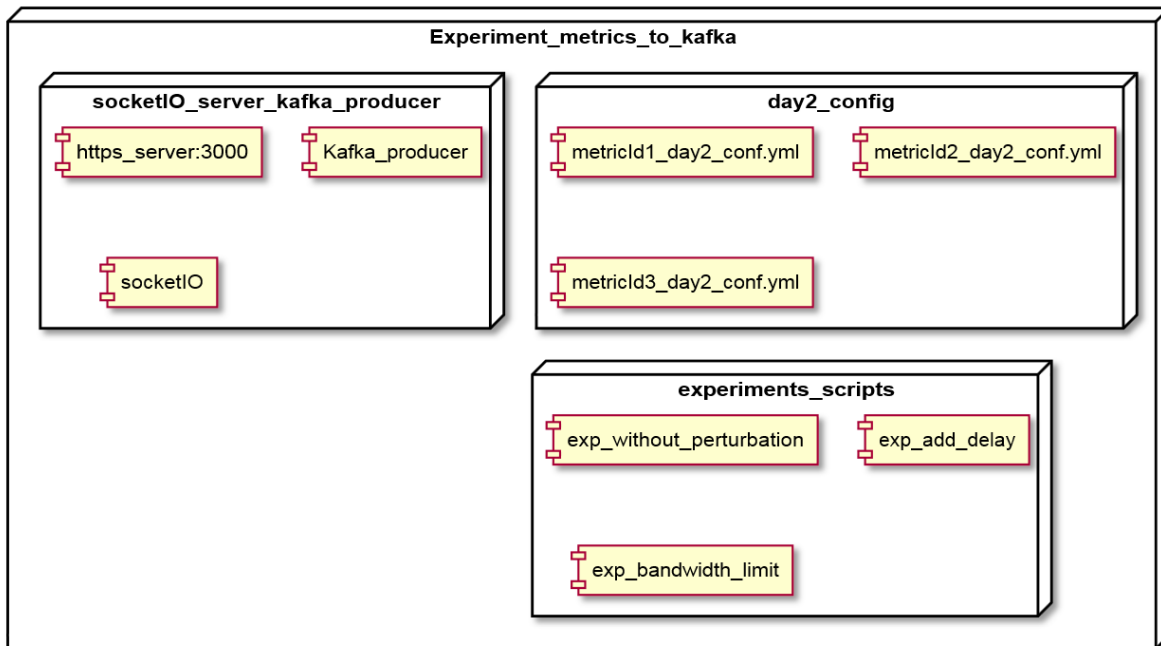 Experiment_metrics_to_kafka
socketIO_server_kafka_producer
https_server:3000
Kafka_producer
socketIO
day2_config
metricId1_day2_conf.yml
metricId2_day2_conf.yml
metricId3_day2_conf.yml
experiments_scripts
exp_without_perturbation
exp_add_delay
exp_bandwidth_limit